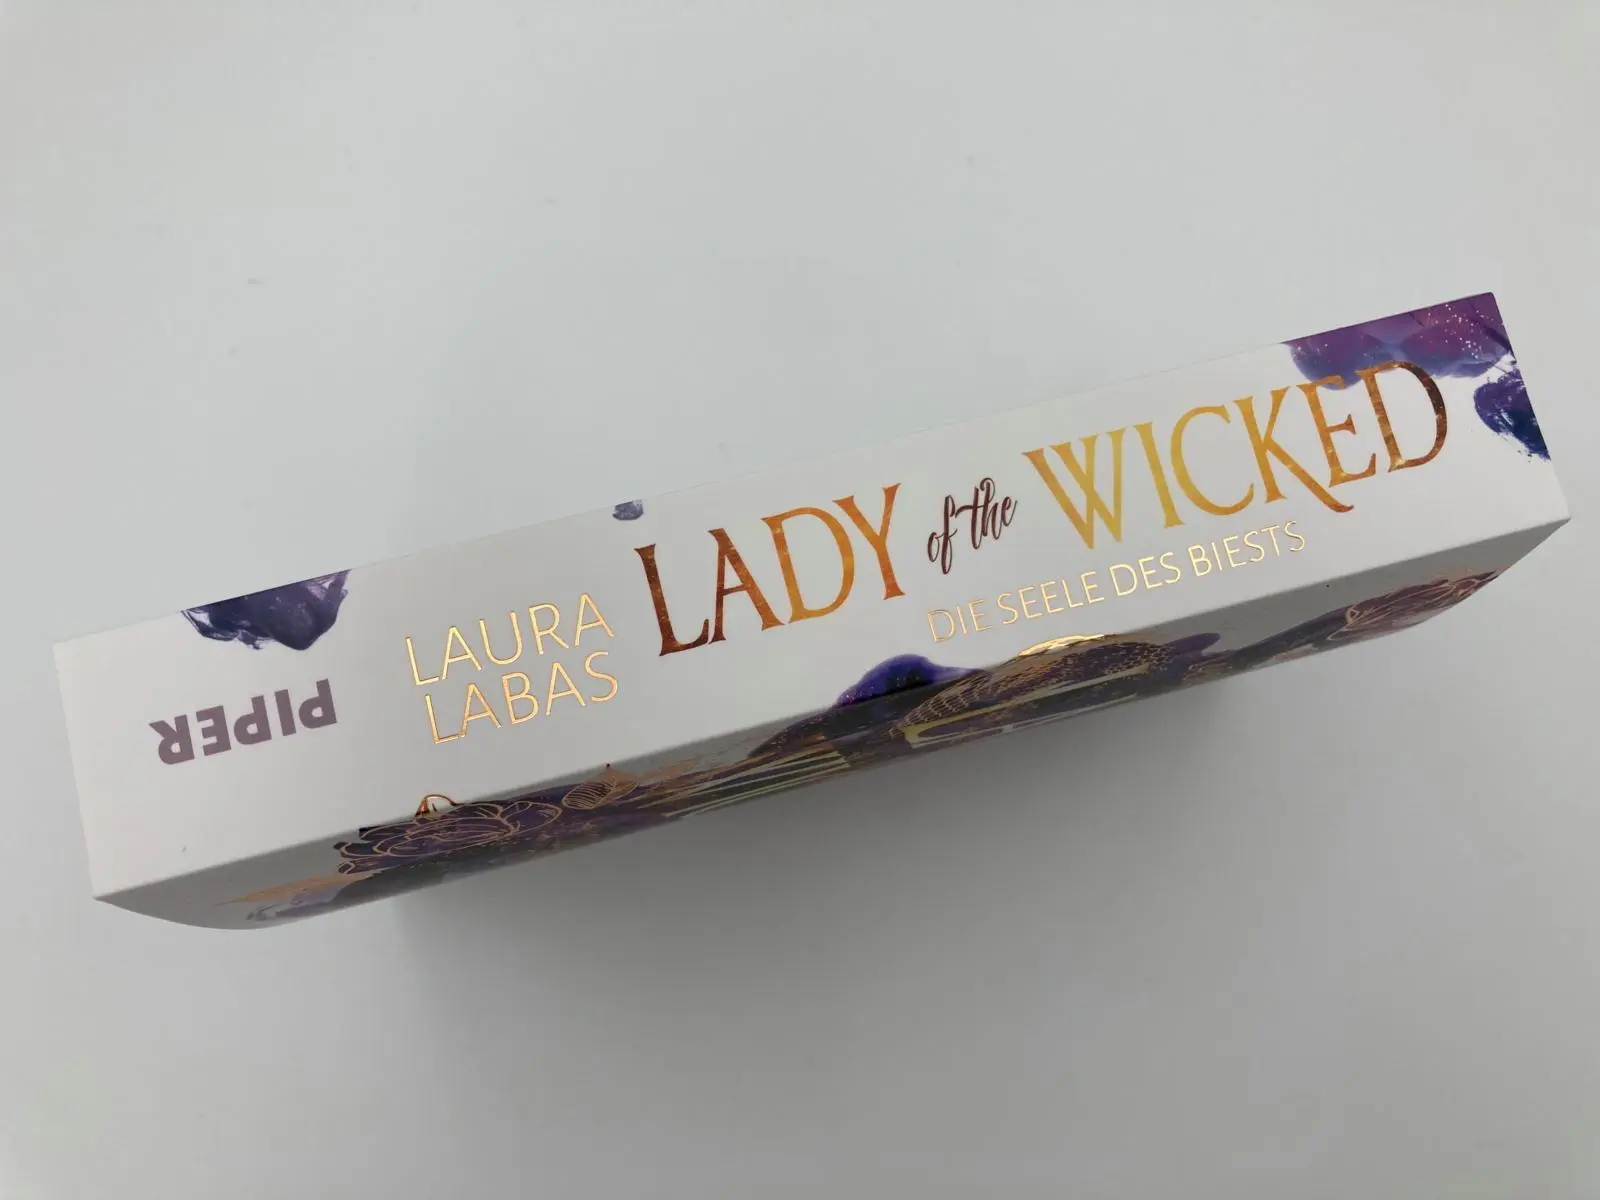 PIPER
LAURA
LABAS
LADY of the WICKED
DIE SEELE DES BIESTS